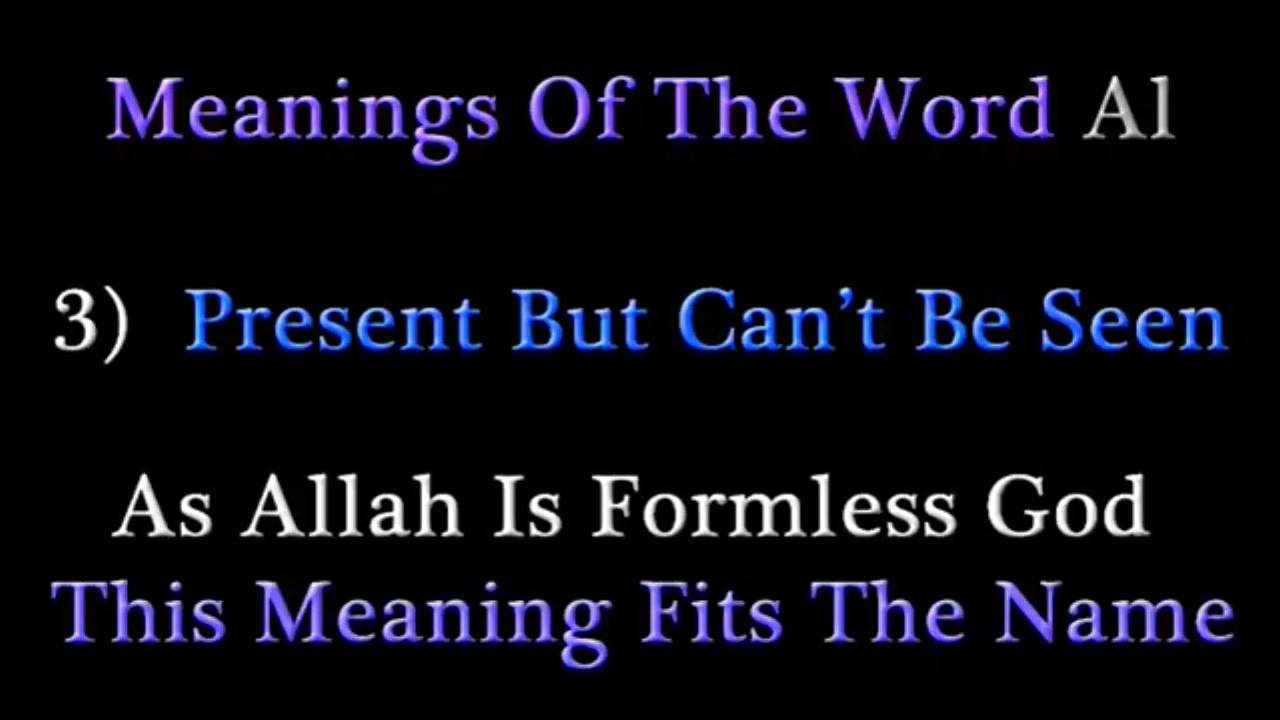 Meanings Of The Word Al
3) Present But Can’t Be Seen
As Allah Is Formless God
This Meaning Fits The Name